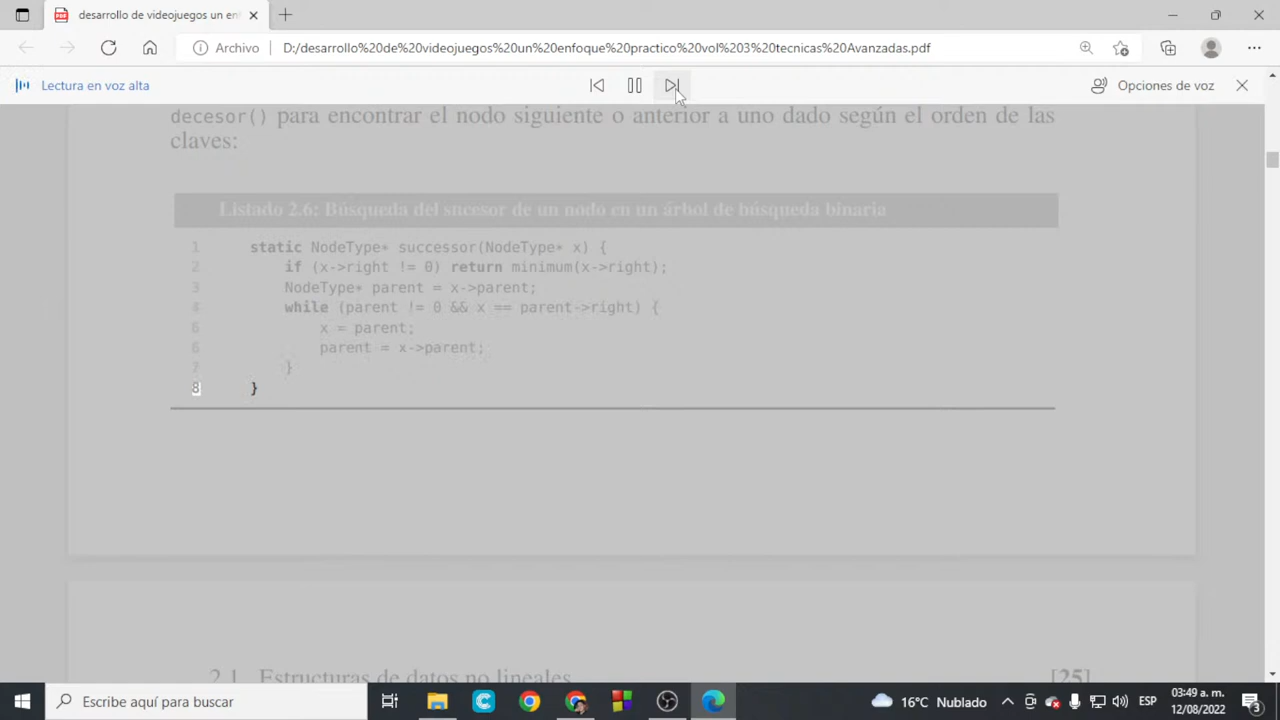 desarrollo de videojuegos un en
Archivo
D:/desarrollo%20de%20videojuegos%20un%20enfoque%20practico%20vol%203%20tecnicas%20Avanzadas.pdf
Lectura en voz alta
Opciones de voz
decesor() para encontrar el nodo siguiente o anterior a uno dado según el orden de las
claves:
Listado 2.6: Búsqueda del sucesor de un nodo en un árbol de búsqueda binaria
1 static NodeType* successor(NodeType* x) {
2 if (x->right != 0) return minimum(x->right);
3 NodeType* parent = x->parent;
4 while (parent != 0 && x == parent->right) {
5 x = parent;
6 parent = x->parent;
7 }
8 }
2.1. Estructuras de datos no lineales [25]
Escribe aquí para buscar
16°C Nublado
ESP
03:49 a. m.
12/08/2022
3